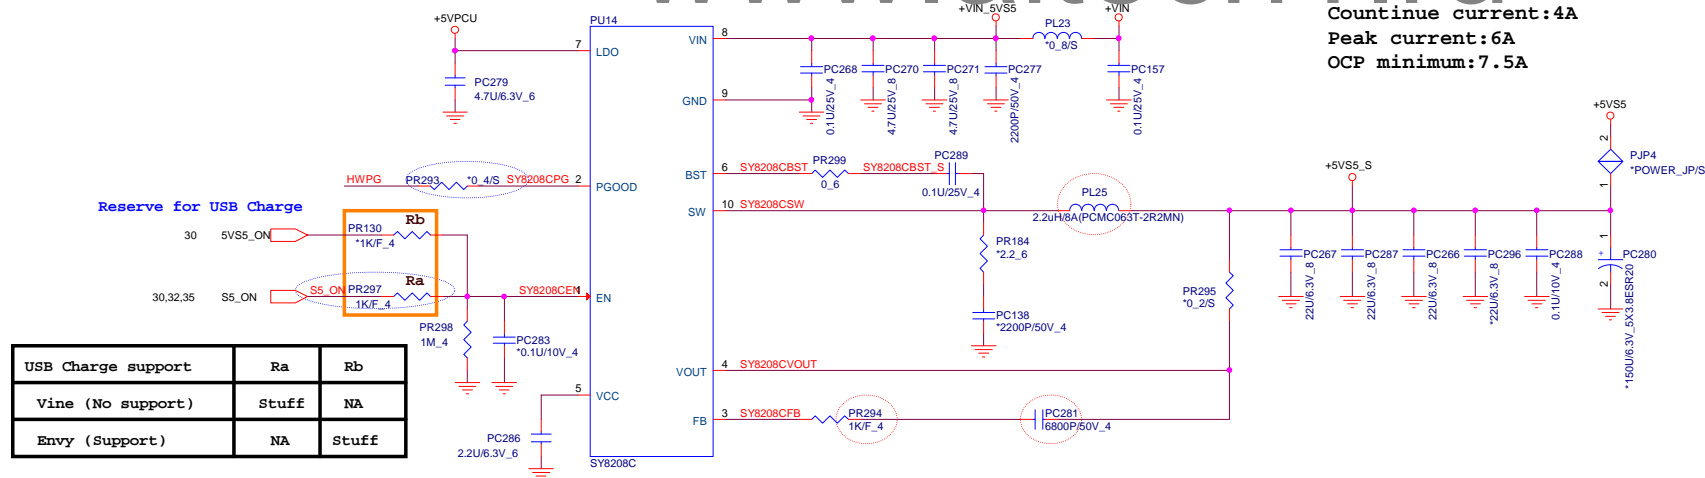 +5VPCU
PU14
+VIN_5VS5
PL23
*0_8/S
+VIN
Countinue current:4A
Peak current:6A
OCP minimum:7.5A
7
LDO
VIN
8
PC279
4.7U/6.3V_6
PC268
0.1U/25V_4
PC270
4.7U/25V_8
PC271
4.7U/25V_8
PC277
2200P/50V_4
PC157
0.1U/25V_4
GND
9
+5VS5
2
PJP4
*POWER_JP/S
1
HWPG
PR293
*0_4/S
SY8208CPG
2
PGOOD
BST
6
SY8208CBST
PR299
0_6
SY8208CBST_S
PC289
0.1U/25V_4
+5VS5_S
SW
10
SY8208CSW
PL25
2.2uH/8A(PCMC063T-2R2MN)
Reserve for USB Charge
30
5VS5_ON
PR130
*1K/F_4
Rb
PR184
*2.2_6
PC138
*2200P/50V_4
PR295
*0_2/S
PC267
22U/6.3V_8
PC287
22U/6.3V_8
PC266
22U/6.3V_8
PC296
*22U/6.3V_8
PC288
0.1U/10V_4
1
+
PC280
2
*150U/6.3V_5X3.8ESR20
30,32,35
S5_ON
S5_ON
PR297
1K/F_4
Ra
SY8208CEN
1
EN
PR298
1M_4
PC283
*0.1U/10V_4
VOUT
4
SY8208CVOUT
5
VCC
PC286
2.2U/6.3V_6
FB
3
SY8208CFB
PR294
1K/F_4
PC281
6800P/50V_4
SY8208C
USB Charge support Ra Rb
Vine (No support) Stuff NA
Envy (Support) NA Stuff